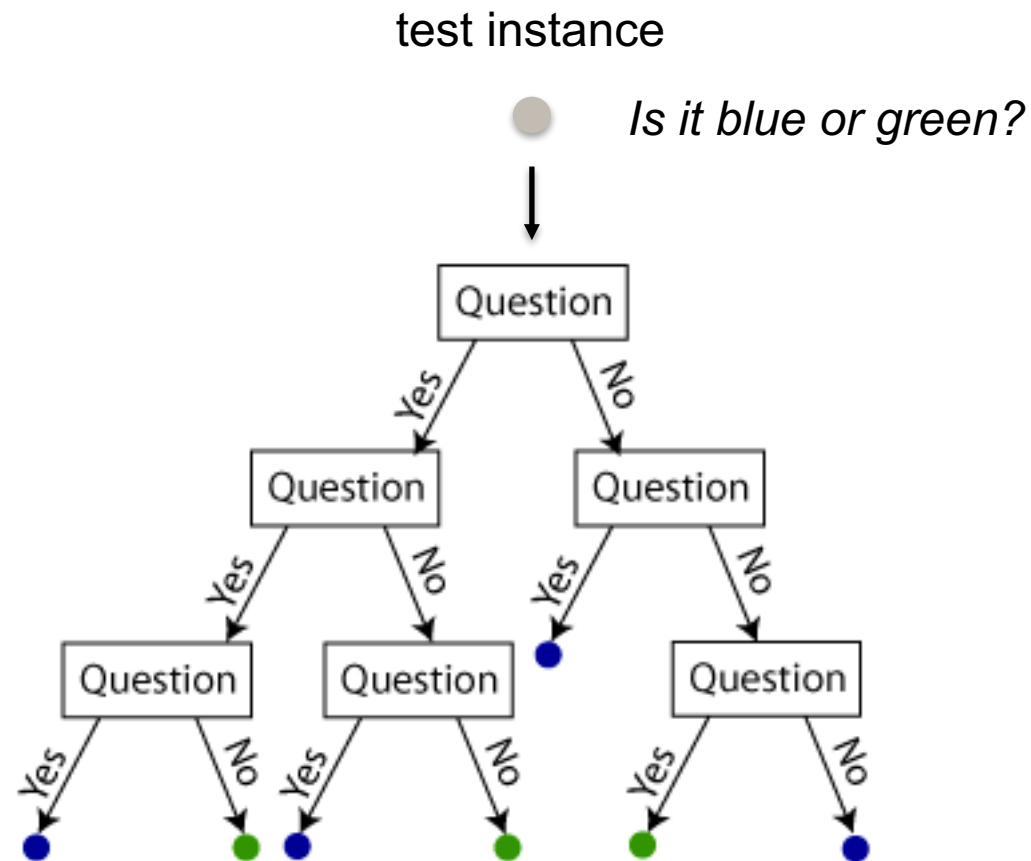 test instance
Is it blue or green?
Question
Yes
No
Question
Question
Yes
No
Yes
No
Question
Question
Question
Yes
No
Yes
No
Yes
No